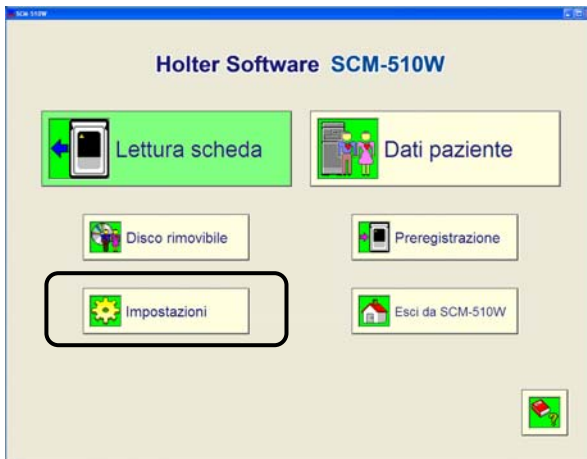 SCM 510W
Holter Software SCM-510W
Lettura scheda
Dati paziente
Disco rimovibile
Preregistrazione
Impostazioni
Esci da SCM-510W
?